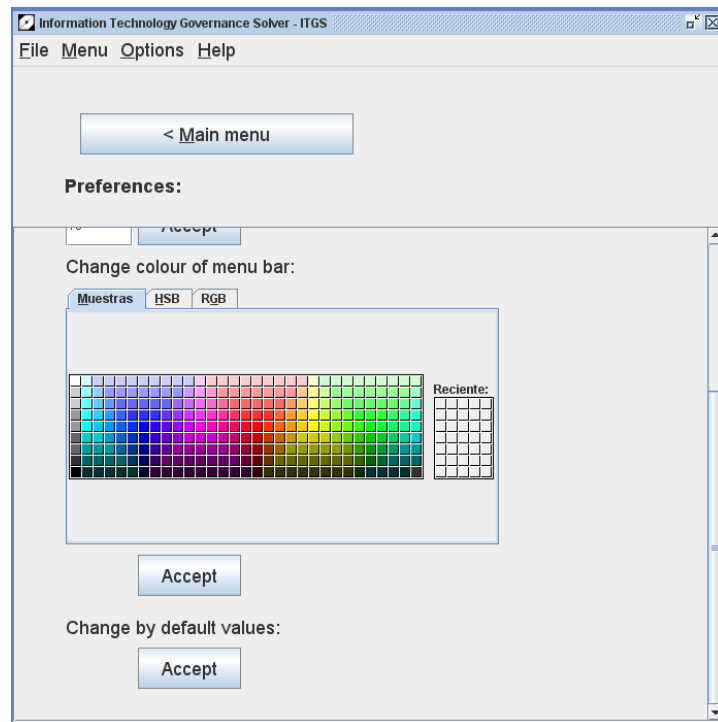 Information Technology Governance Solver - ITGS
File Menu Options Help
< Main menu
Preferences:
Accept
Change colour of menu bar:
Muestras HSB RGB
Reciente:
Accept
Change by default values:
Accept